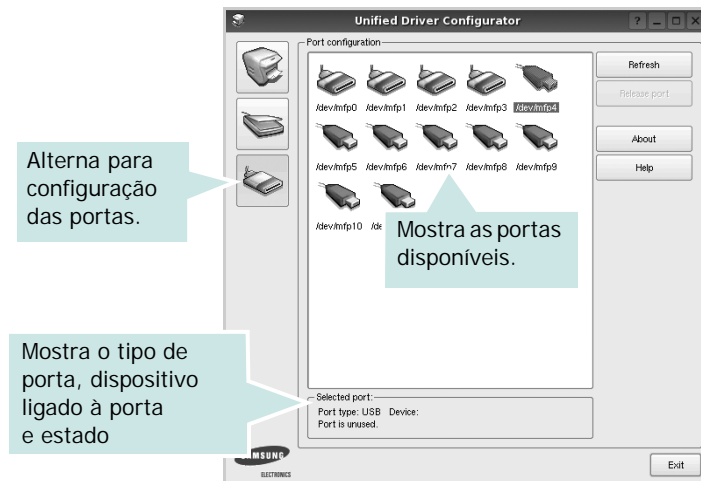 Unified Driver Configurator
Port configuration
Refresh
Release port
About
Help
/dev/mfp0 /dev/mfp1 /dev/mfp2 /dev/mfp3 /dev/mfp4
/dev/mfp5 /dev/mfp6 /dev/mfp7 /dev/mfp8 /dev/mfp9
/dev/mfp10
Alterna para
configuração
das portas.
Mostra as portas
disponíveis.
Mostra o tipo de
porta, dispositivo
ligado à porta
e estado
Selected port:
Port type: USB Device:
Port is unused.
ELECTRONICS
Exit